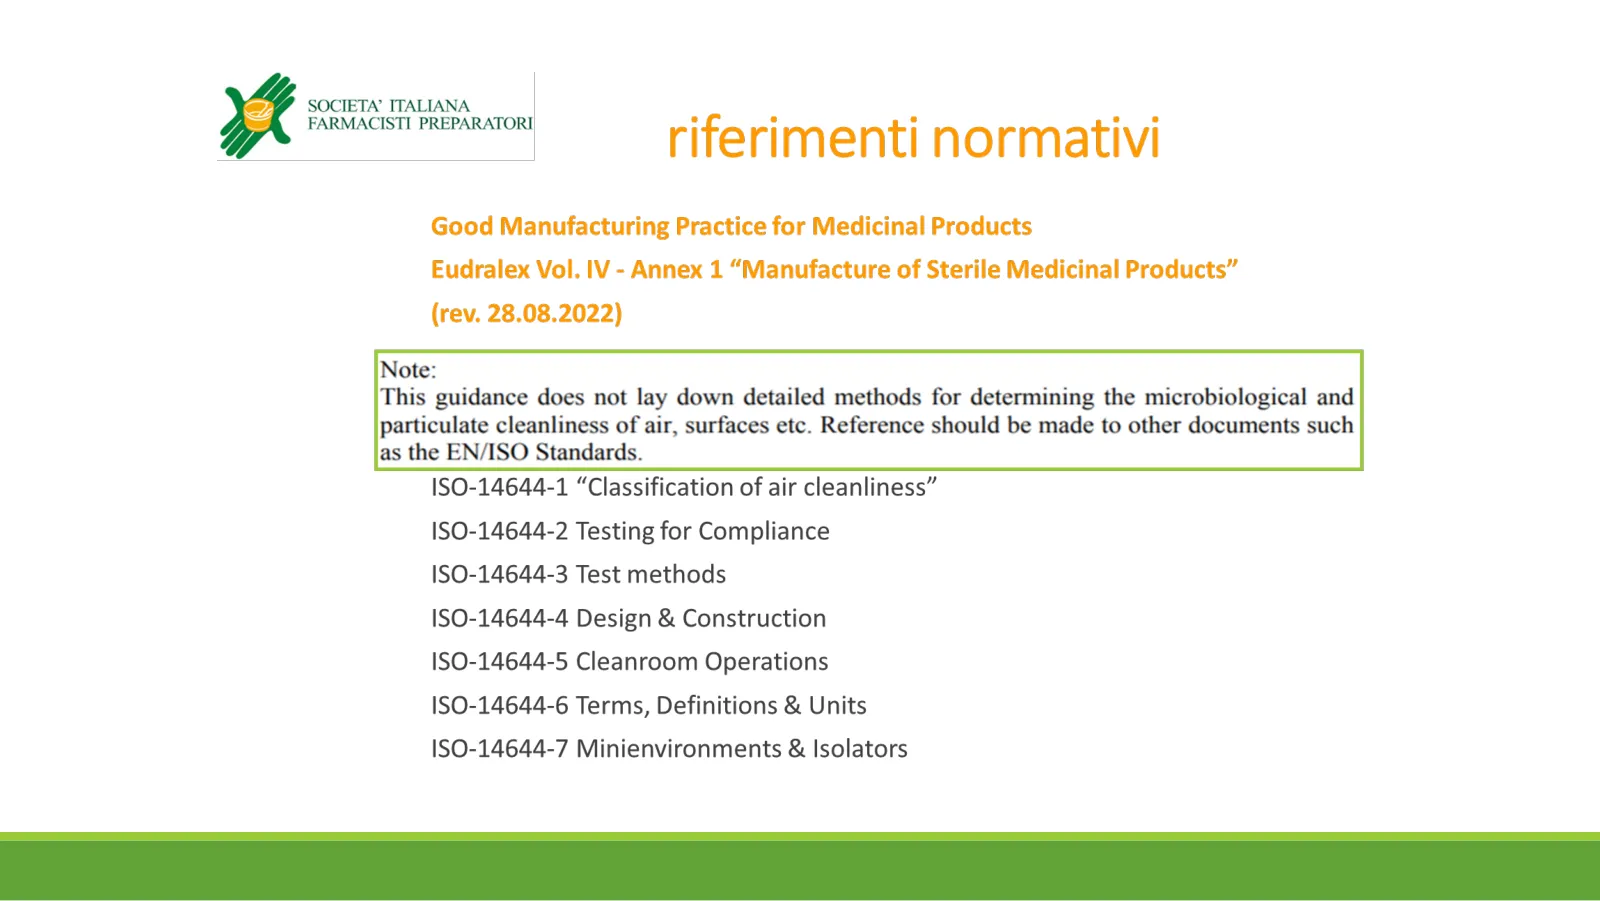 SOCIETA' ITALIANA
FARMACISTI PREPARATORI
riferimenti normativi
Good Manufacturing Practice for Medicinal Products
Eudralex Vol. IV - Annex 1 “Manufacture of Sterile Medicinal Products”
(rev. 28.08.2022)
Note:
This guidance does not lay down detailed methods for determining the microbiological and
particulate cleanliness of air, surfaces etc. Reference should be made to other documents such
as the EN/ISO Standards.
ISO-14644-1 “Classification of air cleanliness”
ISO-14644-2 Testing for Compliance
ISO-14644-3 Test methods
ISO-14644-4 Design & Construction
ISO-14644-5 Cleanroom Operations
ISO-14644-6 Terms, Definitions & Units
ISO-14644-7 Minienvironments & Isolators